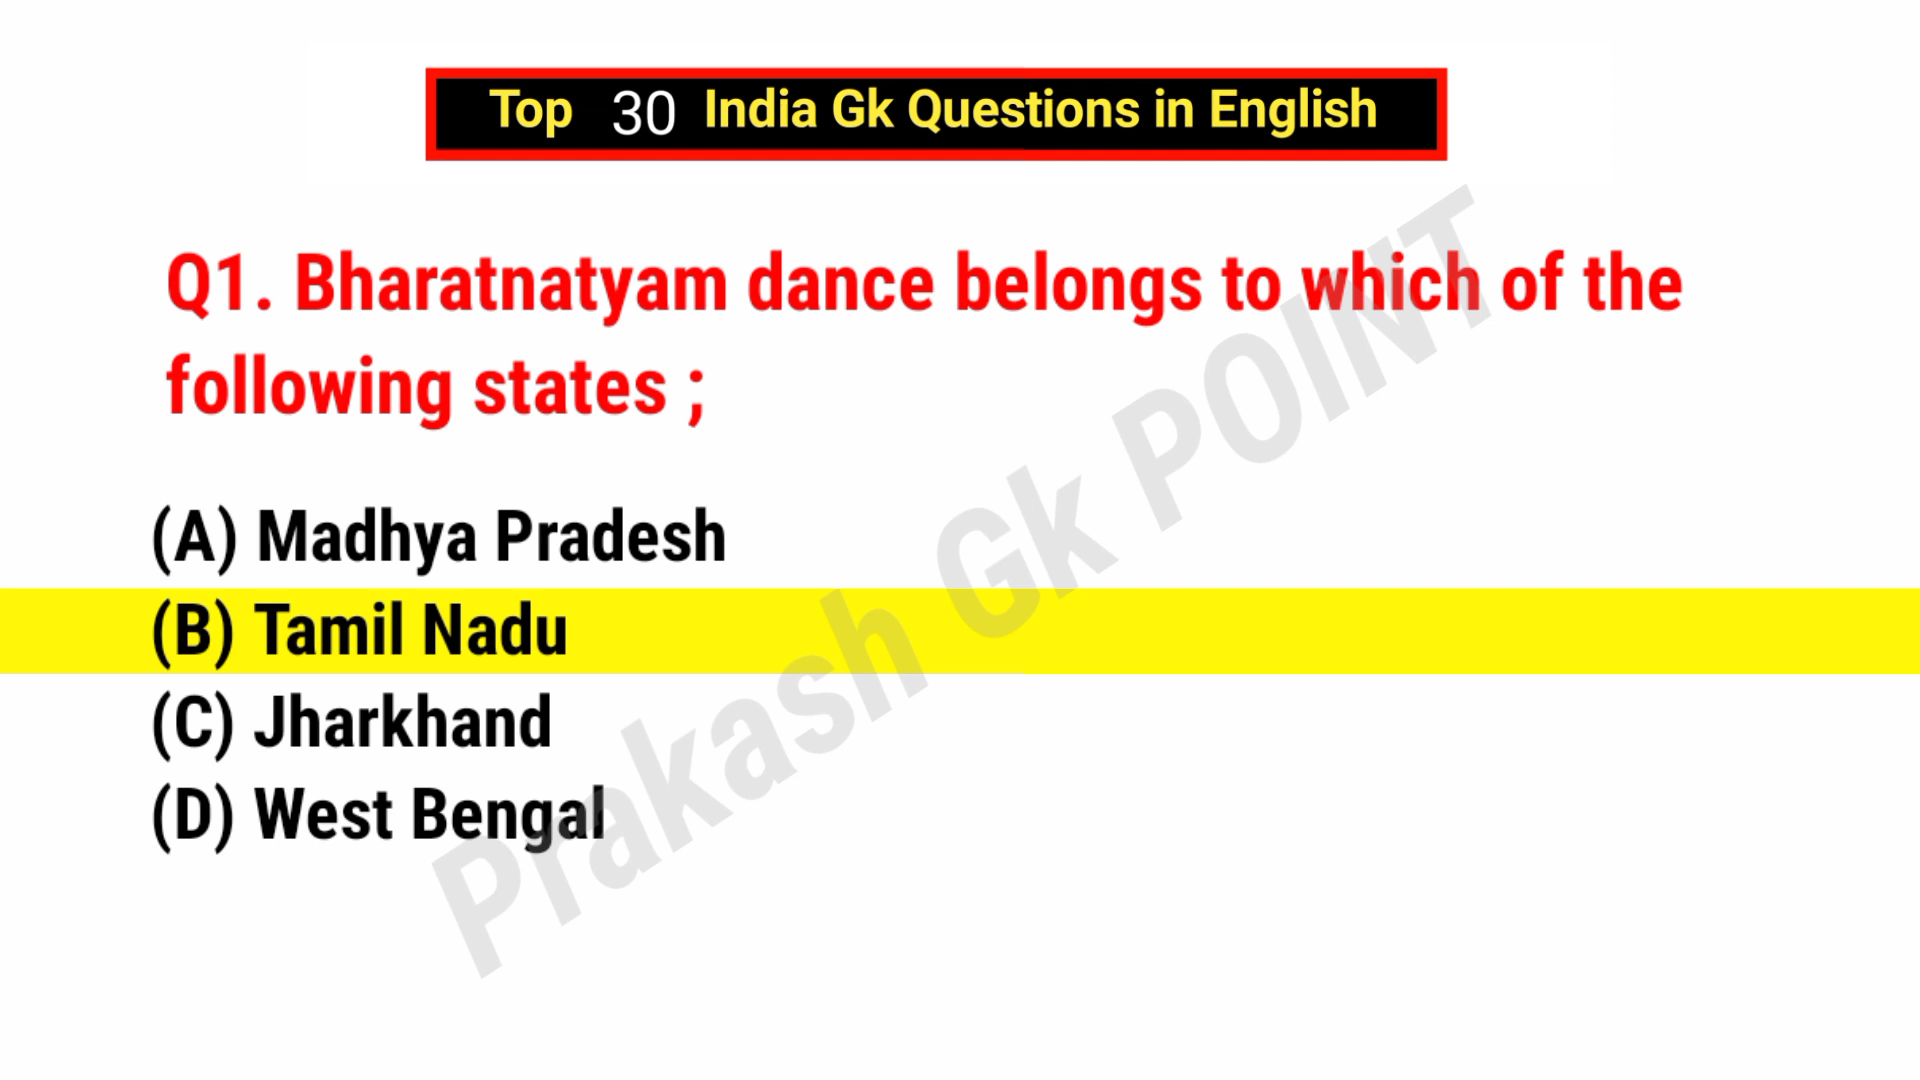 Top 30 India Gk Questions in English
Q1. Bharatnatyam dance belongs to which of the
following states ;
(A) Madhya Pradesh
(B) Tamil Nadu
(C) Jharkhand
(D) West Bengal
Prakash Gk POINT